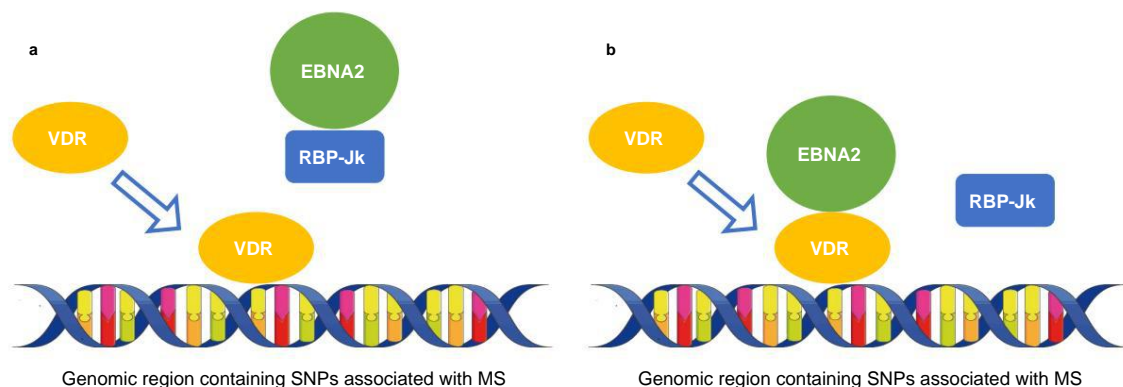 a
EBNA2
VDR
RBP-Jk
VDR
Genomic region containing SNPs associated with MS
b
VDR
EBNA2
RBP-Jk
VDR
Genomic region containing SNPs associated with MS